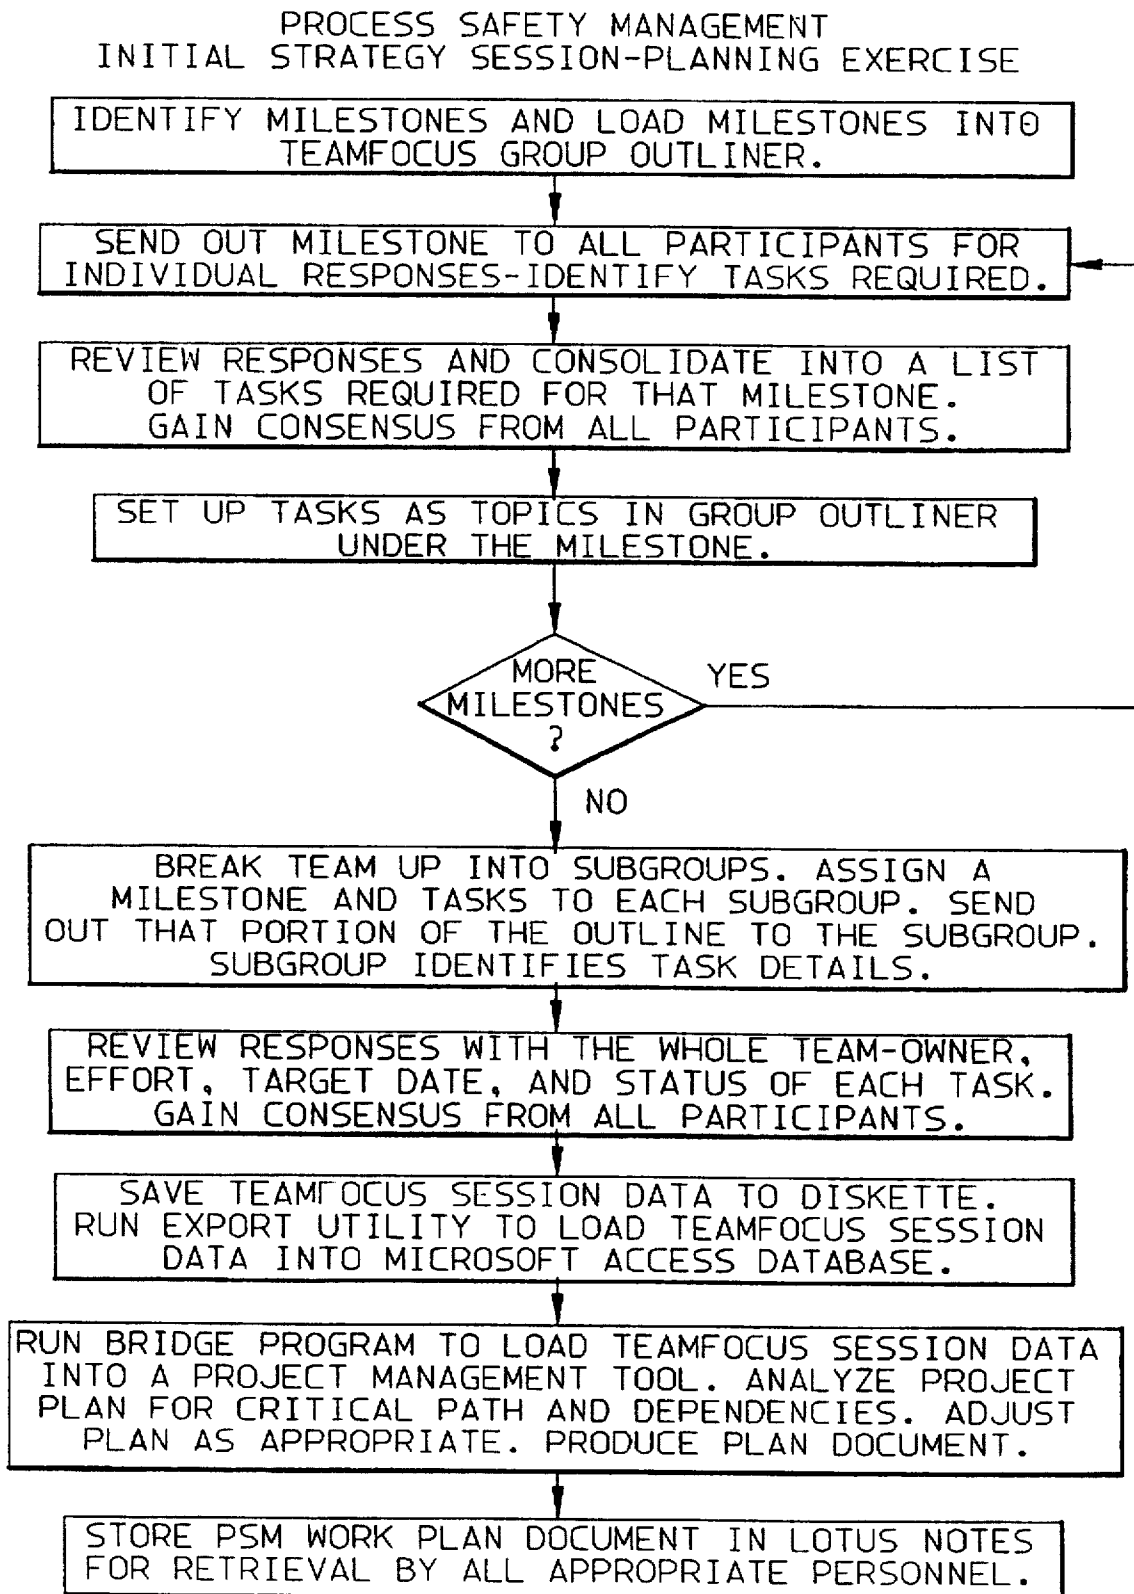 PROCESS SAFETY MANAGEMENT
INITIAL STRATEGY SESSION-PLANNING EXERCISE
IDENTIFY MILESTONES AND LOAD MILESTONES INTO
TEAMFOCUS GROUP OUTLINER.
SEND OUT MILESTONE TO ALL PARTICIPANTS FOR
INDIVIDUAL RESPONSES-IDENTIFY TASKS REQUIRED.
REVIEW RESPONSES AND CONSOLIDATE INTO A LIST
OF TASKS REQUIRED FOR THAT MILESTONE.
GAIN CONSENSUS FROM ALL PARTICIPANTS.
SET UP TASKS AS TOPICS IN GROUP OUTLINER
UNDER THE MILESTONE.
MORE
MILESTONES
?
YES
NO
BREAK TEAM UP INTO SUBGROUPS. ASSIGN A
MILESTONE AND TASKS TO EACH SUBGROUP. SEND
OUT THAT PORTION OF THE OUTLINE TO THE SUBGROUP.
SUBGROUP IDENTIFIES TASK DETAILS.
REVIEW RESPONSES WITH THE WHOLE TEAM-OWNER,
EFFORT, TARGET DATE, AND STATUS OF EACH TASK.
GAIN CONSENSUS FROM ALL PARTICIPANTS.
SAVE TEAMFOCUS SESSION DATA TO DISKETTE.
RUN EXPORT UTILITY TO LOAD TEAMFOCUS SESSION
DATA INTO MICROSOFT ACCESS DATABASE.
RUN BRIDGE PROGRAM TO LOAD TEAMFOCUS SESSION DATA
INTO A PROJECT MANAGEMENT TOOL. ANALYZE PROJECT
PLAN FOR CRITICAL PATH AND DEPENDENCIES. ADJUST
PLAN AS APPROPRIATE. PRODUCE PLAN DOCUMENT.
STORE PSM WORK PLAN DOCUMENT IN LOTUS NOTES
FOR RETRIEVAL BY ALL APPROPRIATE PERSONNEL.